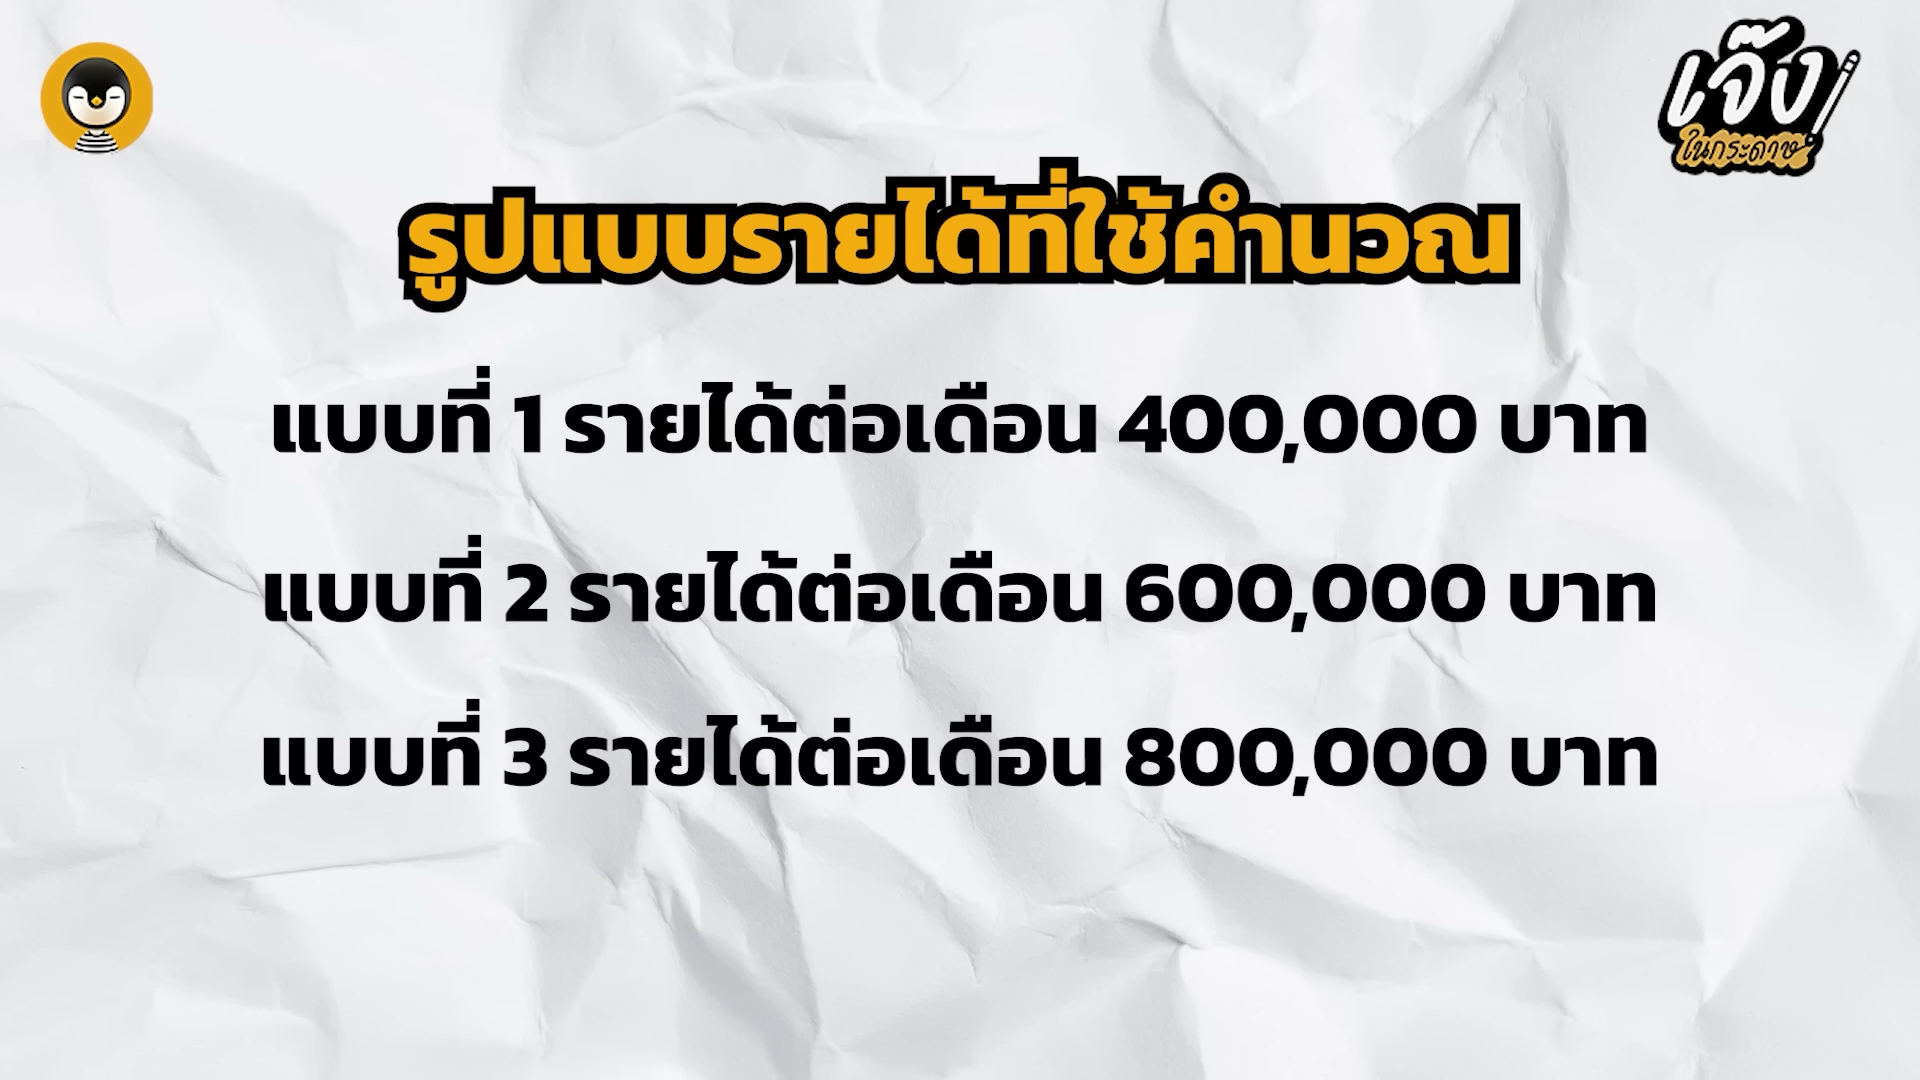 เจ๊ง
ในกระดาษ
รูปแบบรายได้ที่ใช้คำนวณ
แบบที่ 1 รายได้ต่อเดือน 400,000 บาท
แบบที่ 2 รายได้ต่อเดือน 600,000 บาท
แบบที่ 3 รายได้ต่อเดือน 800,000 บาท